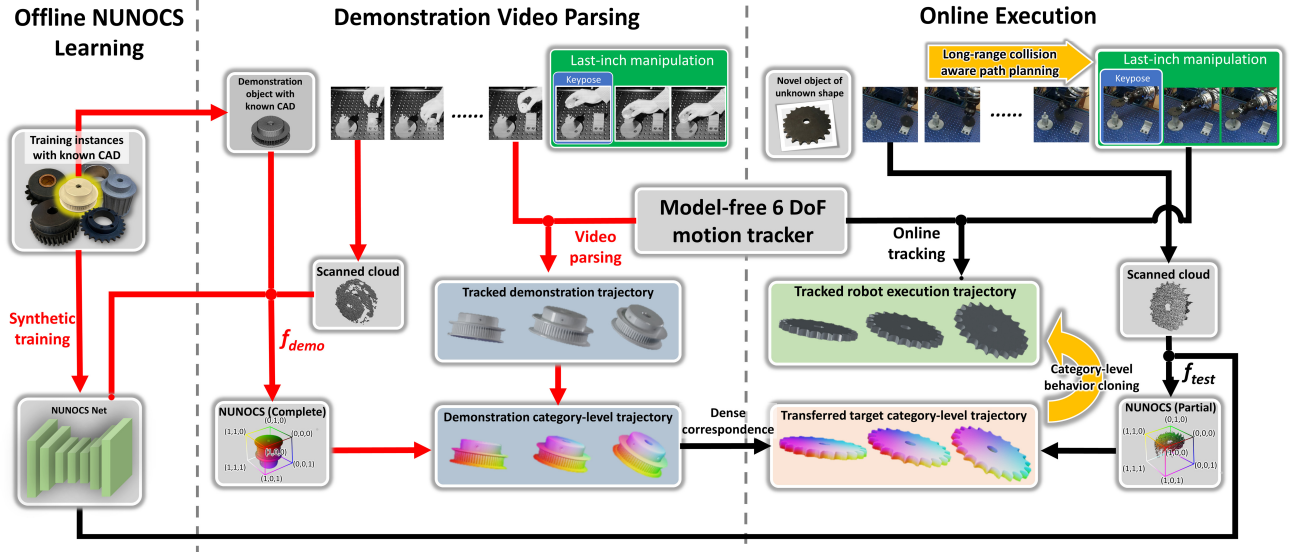 Offline NUNOCS
Learning
Training instances
with known CAD
Synthetic
training
NUNOCS Net
Demonstration Video Parsing
Demonstration
object with
known CAD
......
Last-inch manipulation
Keypose
Scanned cloud
f_demo
NUNOCS (Complete)
(0,1,0)
(1,1,0)
(0,0,0)
(1,0,0)
(1,1,1)
(0,0,1)
(1,0,1)
Video
parsing
Tracked demonstration trajectory
Demonstration category-level trajectory
Model-free 6 DoF
motion tracker
Dense
correspondence
Online Execution
Novel object of
unknown shape
Long-range collision
aware path planning
......
Last-inch manipulation
Keypose
Online
tracking
Tracked robot execution trajectory
Category-level
behavior cloning
Transferred target category-level trajectory
Scanned cloud
f_test
NUNOCS (Partial)
(0,1,0)
(1,1,0)
(0,0,0)
(1,0,0)
(1,1,1)
(0,0,1)
(1,0,1)